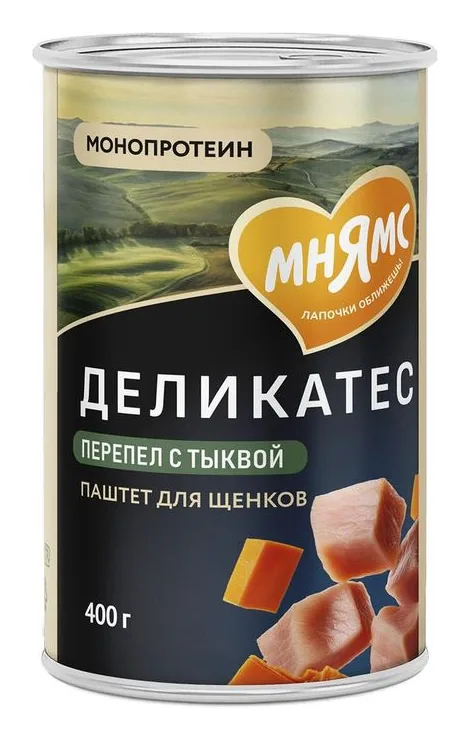 МОНОПРОТЕИН
МНЯМС
ЛАПОЧКИ ОБЛИЖЕШЬ!
ДЕЛИКАТЕС
ПЕРЕПЕЛ С ТЫКВОЙ
ПАШТЕТ ДЛЯ ЩЕНКОВ
400 г